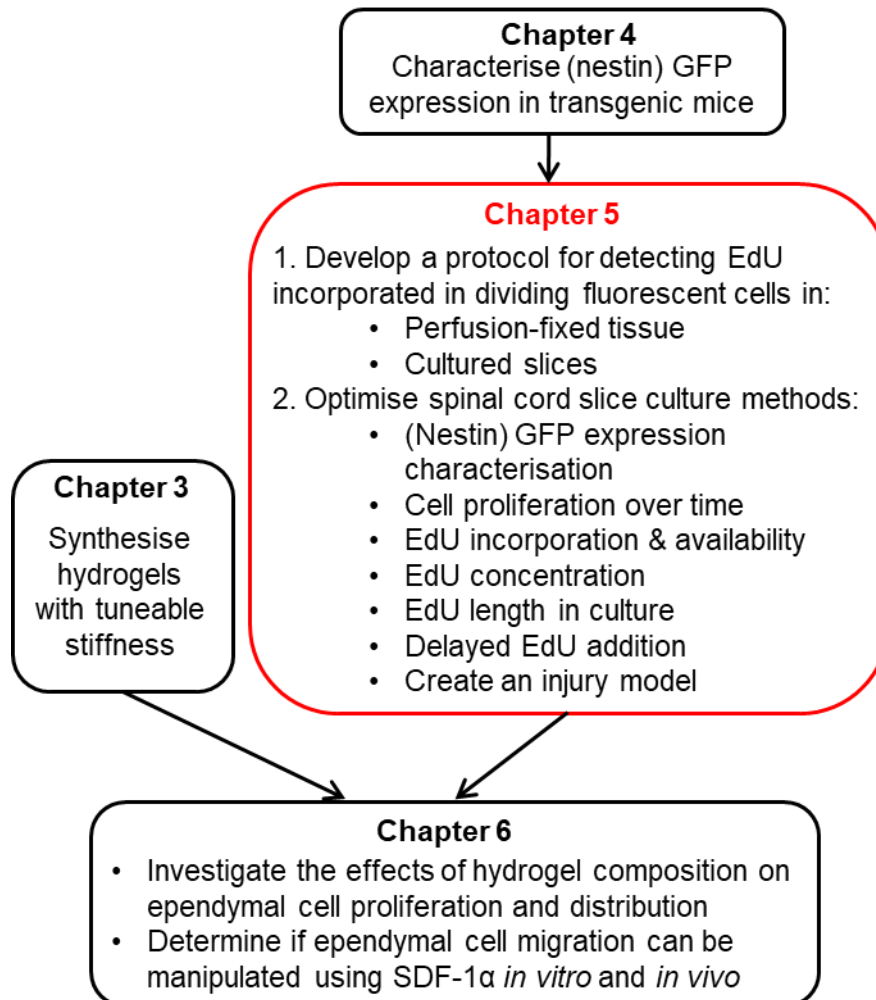 Chapter 4
Characterise (nestin) GFP
expression in transgenic mice
Chapter 5
1. Develop a protocol for detecting EdU
incorporated in dividing fluorescent cells in:
• Perfusion-fixed tissue
• Cultured slices
2. Optimise spinal cord slice culture methods:
• (Nestin) GFP expression
characterisation
• Cell proliferation over time
• EdU incorporation & availability
• EdU concentration
• EdU length in culture
• Delayed EdU addition
• Create an injury model
Chapter 3
Synthesise
hydrogels
with tuneable
stiffness
Chapter 6
• Investigate the effects of hydrogel composition on
ependymal cell proliferation and distribution
• Determine if ependymal cell migration can be
manipulated using SDF-1α in vitro and in vivo